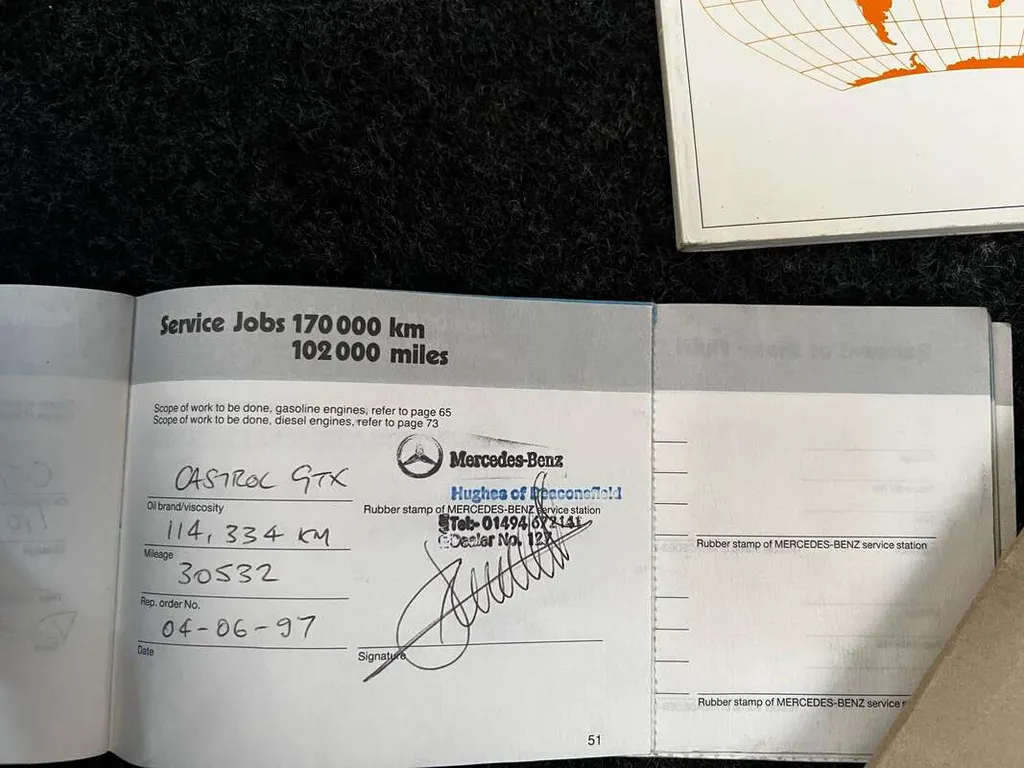 Service Jobs 170 000 km
102 000 miles
Scope of work to be done, gasoline engines, refer to page 65
Scope of work to be done, diesel engines, refer to page 73
CASTROL GTX
Oil brand/viscosity
114, 334 KM
Mileage
30532
Rep. order No.
04-06-97
Date
Mercedes-Benz
Hughes of Beaconsfield
Rubber stamp of MERCEDES-BENZ service station
Tel:- 01494 672141
Dealer No. 127
Signature
51
Rubber stamp of MERCEDES-BENZ service station
Rubber stamp of MERCEDES-BENZ service